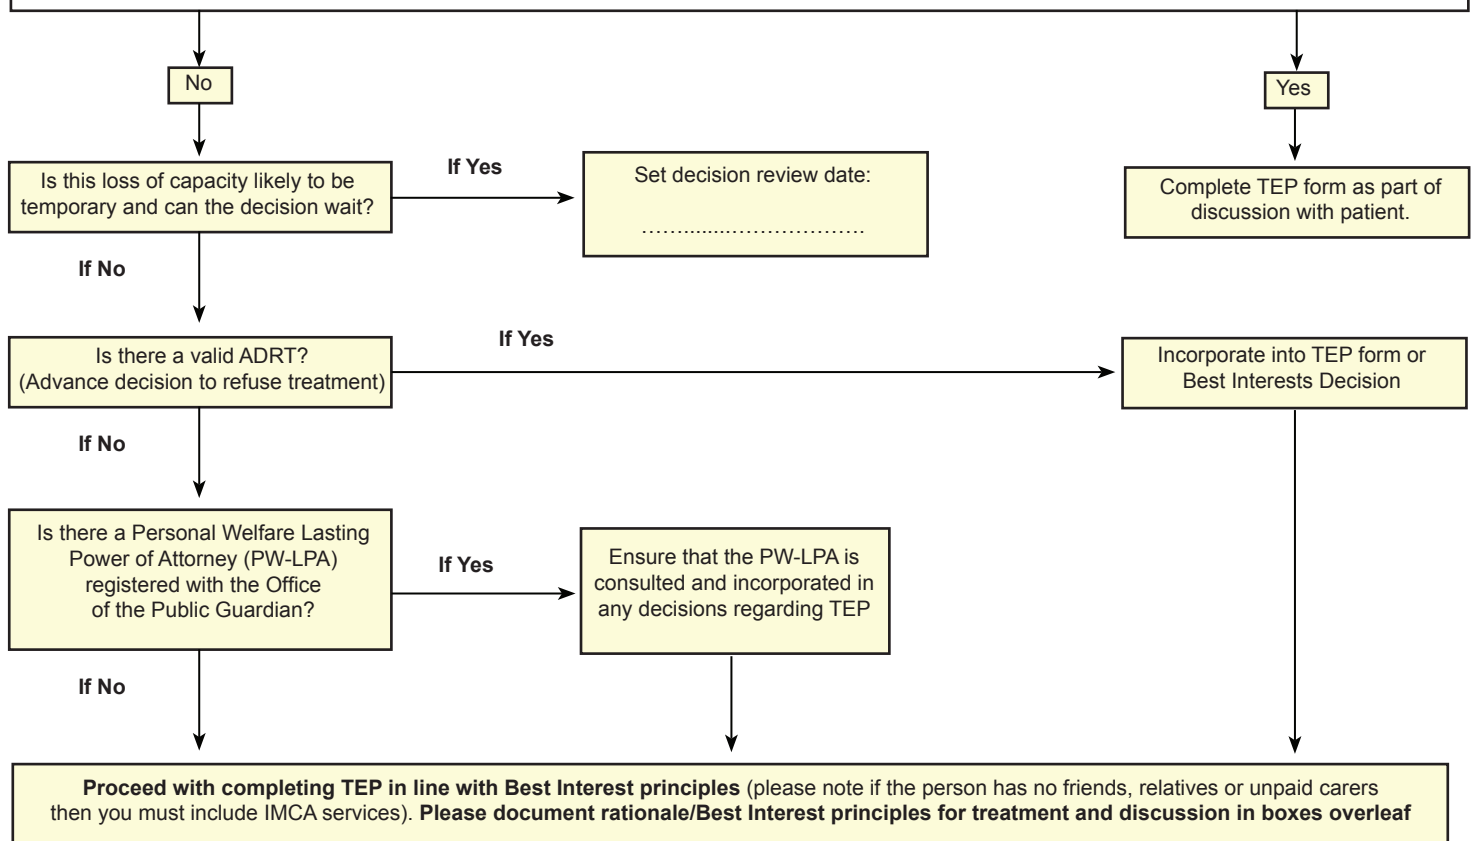 No
Yes
Is this loss of capacity likely to be
temporary and can the decision wait?
If Yes
Set decision review date:
……........……………….
Complete TEP form as part of
discussion with patient.
If No
Is there a valid ADRT?
(Advance decision to refuse treatment)
If Yes
Incorporate into TEP form or
Best Interests Decision
If No
Is there a Personal Welfare Lasting
Power of Attorney (PW-LPA)
registered with the Office
of the Public Guardian?
If Yes
Ensure that the PW-LPA is
consulted and incorporated in
any decisions regarding TEP
If No
Proceed with completing TEP in line with Best Interest principles (please note if the person has no friends, relatives or unpaid carers
then you must include IMCA services). Please document rationale/Best Interest principles for treatment and discussion in boxes overleaf